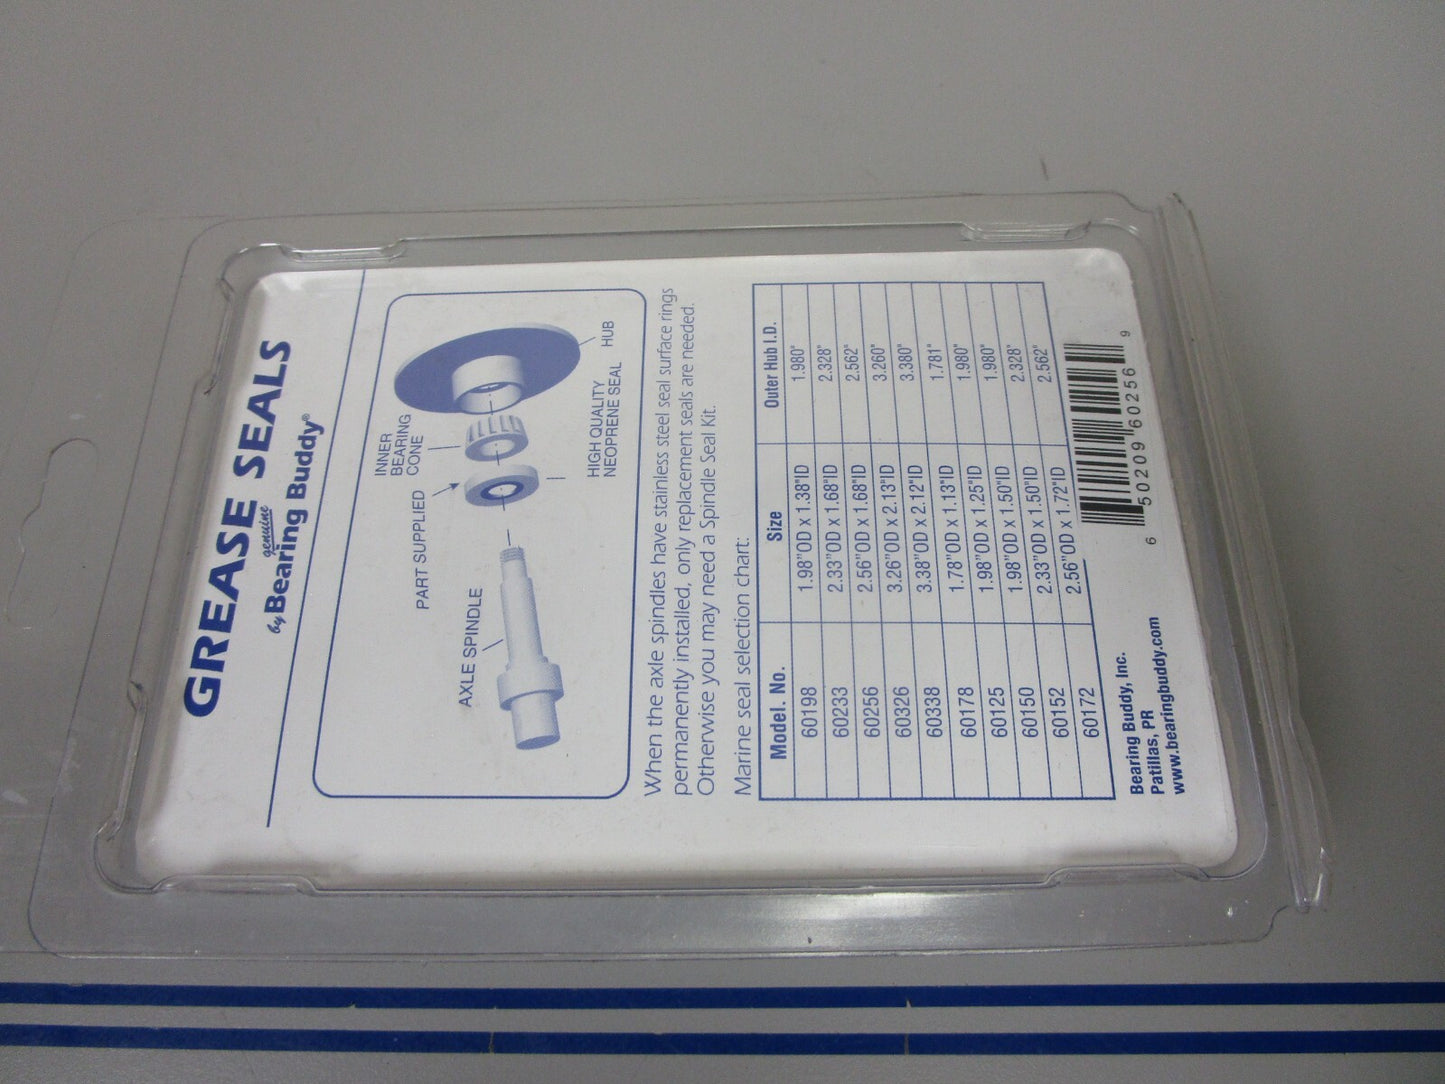 GREASE SEALS
by genuine Bearing Buddy®
INNER
BEARING
CONE
PART SUPPLIED
AXLE SPINDLE
HUB
HIGH QUALITY
NEOPRENE SEAL
When the axle spindles have stainless steel seal surface rings
permanently installed, only replacement seals are needed.
Otherwise you may need a Spindle Seal Kit.
Marine seal selection chart:
Model. No. Size Outer Hub I.D.
60198 1.98"OD x 1.38"ID 1.980"
60233 2.33"OD x 1.68"ID 2.328"
60256 2.56"OD x 1.68"ID 2.562"
60326 3.26"OD x 2.13"ID 3.260"
60338 3.38"OD x 2.12"ID 3.380"
60178 1.78"OD x 1.13"ID 1.781"
60125 1.98"OD x 1.25"ID 1.980"
60150 1.98"OD x 1.50"ID 1.980"
60152 2.33"OD x 1.50"ID 2.328"
60172 2.56"OD x 1.72"ID 2.562"
Bearing Buddy, Inc.
Patillas, PR
www.bearingbuddy.com
6 50209 60256 9